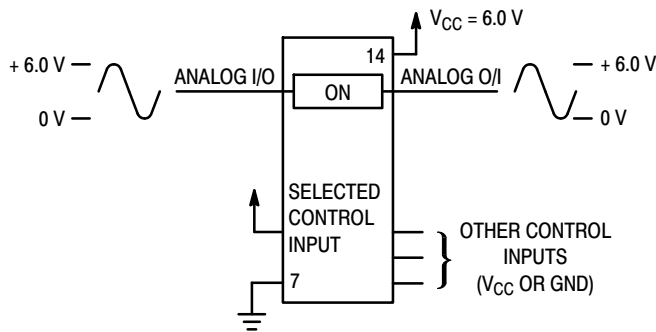 V_CC = 6.0 V
14
+ 6.0 V
ANALOG I/O
ON
ANALOG O/I
+ 6.0 V
0 V
0 V
SELECTED
CONTROL
INPUT
7
OTHER CONTROL
INPUTS
(V_CC OR GND)